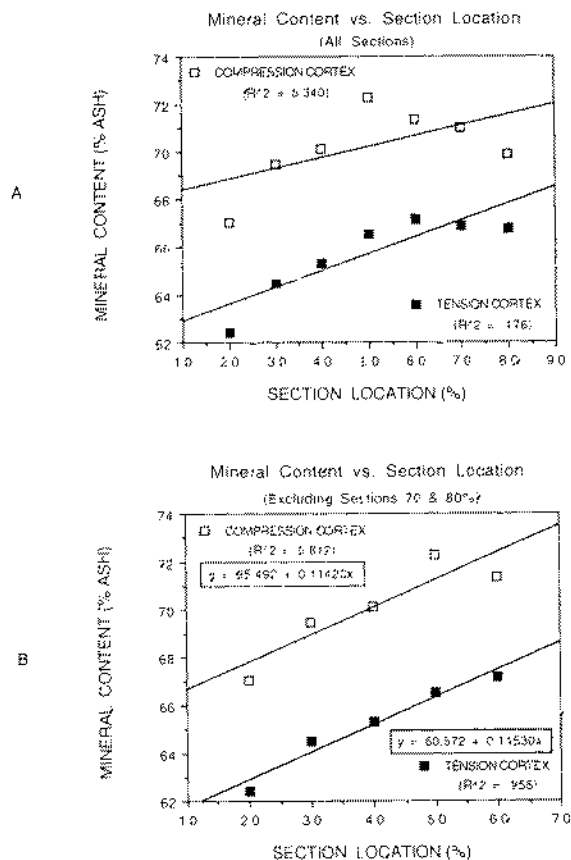 Mineral Content vs. Section Location
(All Sections)
A
MINERAL CONTENT (% ASH)
74
72
70
66
64
COMPRESSION CORTEX
TENSION CORTEX
10 20 30 40 50 60 70 80 90
SECTION LOCATION (%)
Mineral Content vs. Section Location
(Excluding Sections 70 & 80%)
B
MINERAL CONTENT (% ASH)
74
72
70
68
66
64
62
COMPRESSION CORTEX
TENSION CORTEX
10 20 30 40 50 60 70
SECTION LOCATION (%)